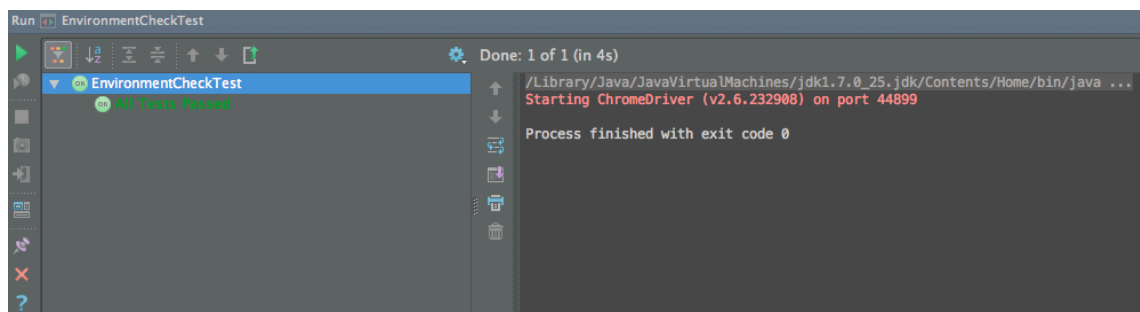 Run EnvironmentCheckTest
Done: 1 of 1 (in 4s)
EnvironmentCheckTest
All Tests Passed
/Library/Java/JavaVirtualMachines/jdk1.7.0_25.jdk/Contents/Home/bin/java ...
Starting ChromeDriver (v2.6.232908) on port 44899
Process finished with exit code 0